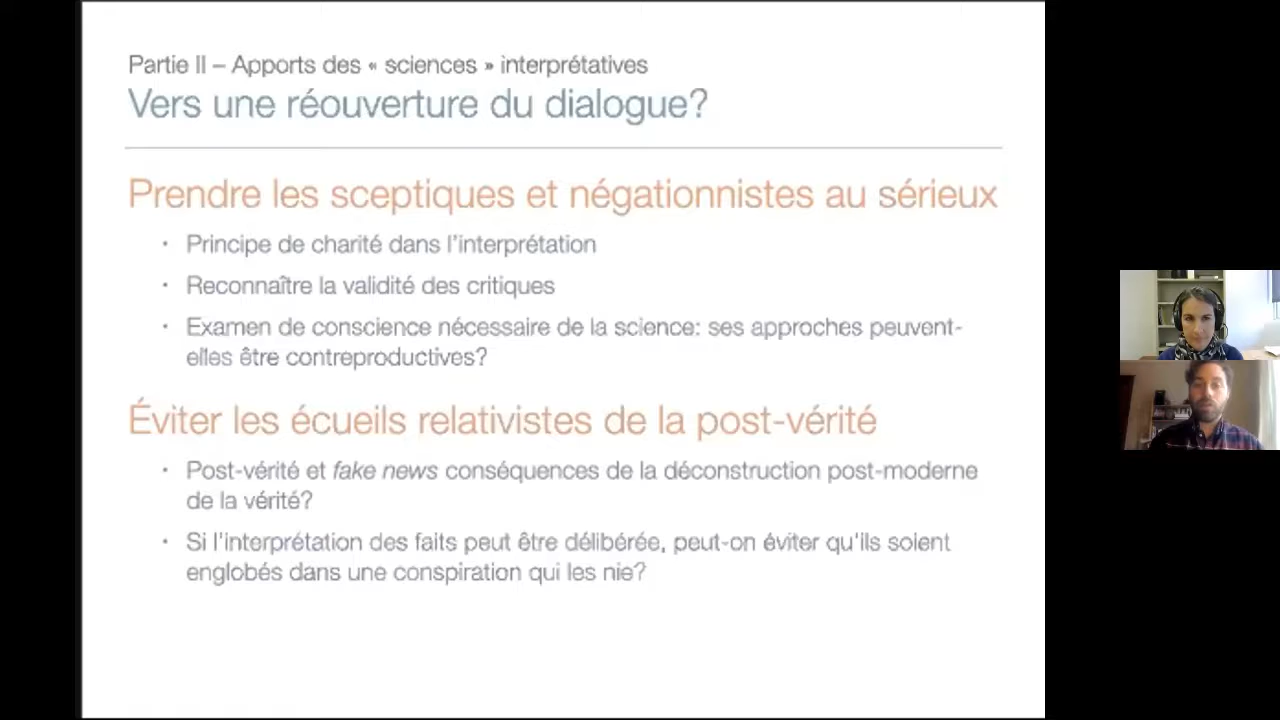 Partie II – Apports des « sciences » interprétatives
Vers une réouverture du dialogue?
Prendre les sceptiques et négationnistes au sérieux
• Principe de charité dans l'interprétation
• Reconnaître la validité des critiques
• Examen de conscience nécessaire de la science: ses approches peuvent-
elles être contreproductives?
Éviter les écueils relativistes de la post-vérité
• Post-vérité et fake news conséquences de la déconstruction post-moderne
de la vérité?
• Si l'interprétation des faits peut être délibérée, peut-on éviter qu'ils soient
englobés dans une conspiration qui les nie?